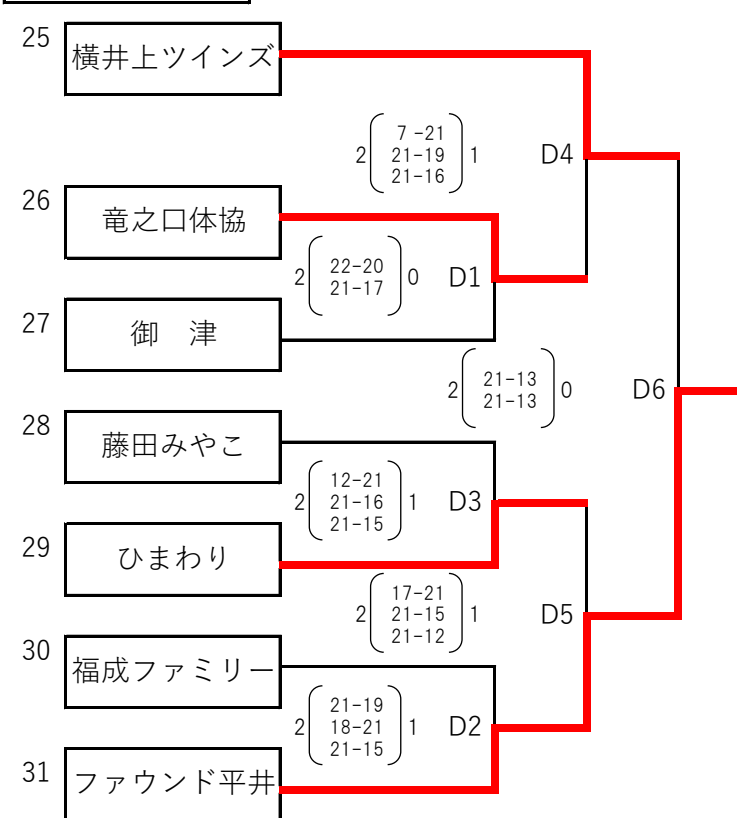 25
横井上ツインズ
7 -21
2 21-19 1
21-16
D4
26
竜之口体協
22-20
2 21-17 0
D1
27
御　津
21-13
2 21-13 0
D6
28
藤田みやこ
12-21
2 21-16 1
21-15
D3
29
ひまわり
17-21
2 21-15 1
21-12
D5
30
福成ファミリー
21-19
2 18-21 1
21-15
D2
31
ファウンド平井